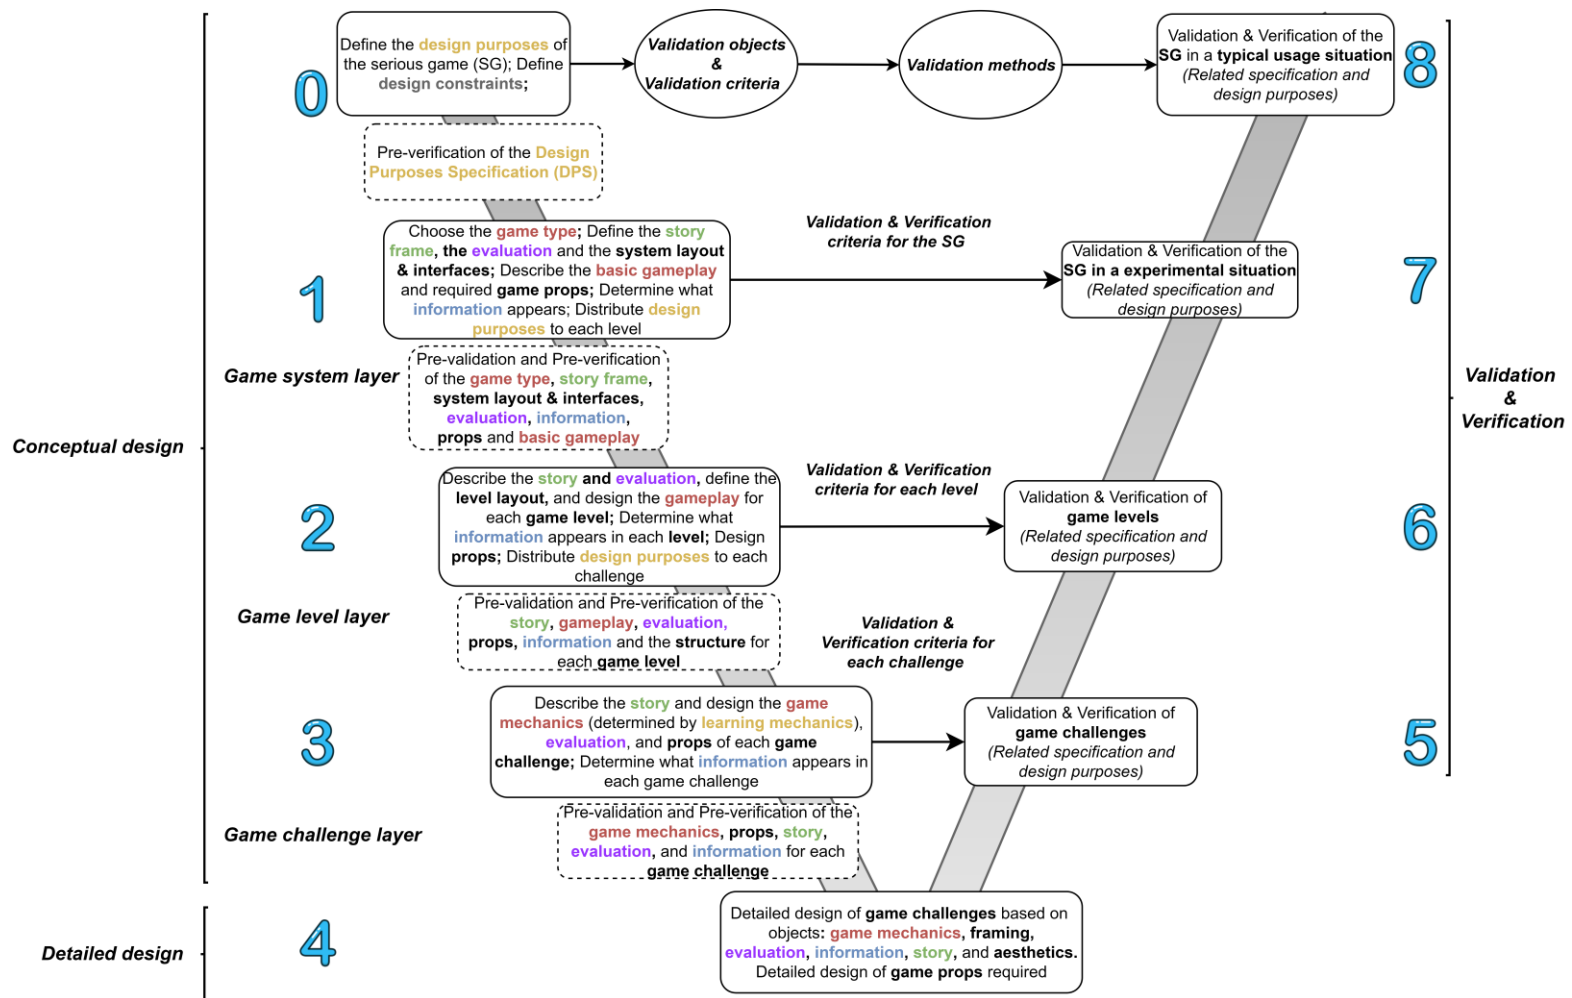 Define the design purposes of
the serious game (SG); Define
design constraints;
0
Validation objects
&
Validation criteria
Validation methods
Validation & Verification of the
SG in a typical usage situation
(Related specification and
design purposes)
8
Pre-verification of the Design
Purposes Specification (DPS)
Choose the game type; Define the story
frame, the evaluation and the system layout
& interfaces; Describe the basic gameplay
and required game props; Determine what
information appears; Distribute design
purposes to each level
1
Validation & Verification
criteria for the SG
Validation & Verification of the
SG in a experimental situation
(Related specification and
design purposes)
7
Game system layer
Pre-validation and Pre-verification
of the game type, story frame,
system layout & interfaces,
evaluation, information,
props and basic gameplay
Validation
&
Verification
Conceptual design
Describe the story and evaluation, define the
level layout, and design the gameplay for
each game level; Determine what
information appears in each level; Design
props; Distribute design purposes to each
challenge
2
Validation & Verification
criteria for each level
Validation & Verification of
game levels
(Related specification and
design purposes)
6
Game level layer
Pre-validation and Pre-verification of the
story, gameplay, evaluation,
props, information and the structure for
each game level
Validation &
Verification criteria for
each challenge
3
Describe the story and design the game
mechanics (determined by learning mechanics),
evaluation, and props of each game
challenge; Determine what information appears in
each game challenge
Validation & Verification of
game challenges
(Related specification and
design purposes)
5
Game challenge layer
Pre-validation and Pre-verification of the
game mechanics, props, story,
evaluation, and information for each
game challenge
Detailed design
4
Detailed design of game challenges based on
objects: game mechanics, framing,
evaluation, information, story, and aesthetics.
Detailed design of game props required